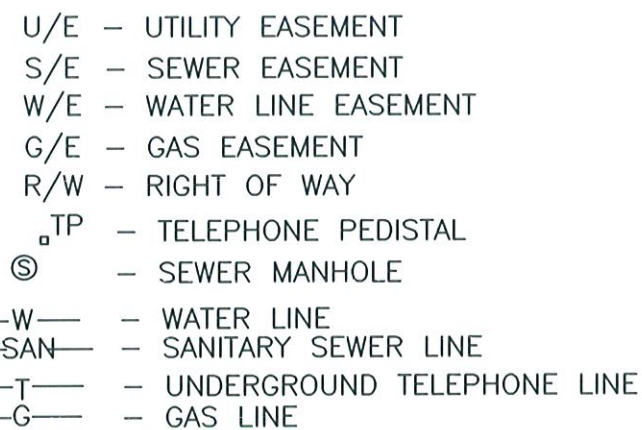 U/E – UTILITY EASEMENT
S/E – SEWER EASEMENT
W/E – WATER LINE EASEMENT
G/E – GAS EASEMENT
R/W – RIGHT OF WAY
TP – TELEPHONE PEDISTAL
Ⓢ – SEWER MANHOLE
-W— – WATER LINE
SAN— – SANITARY SEWER LINE
-T— – UNDERGROUND TELEPHONE LINE
-G— – GAS LINE